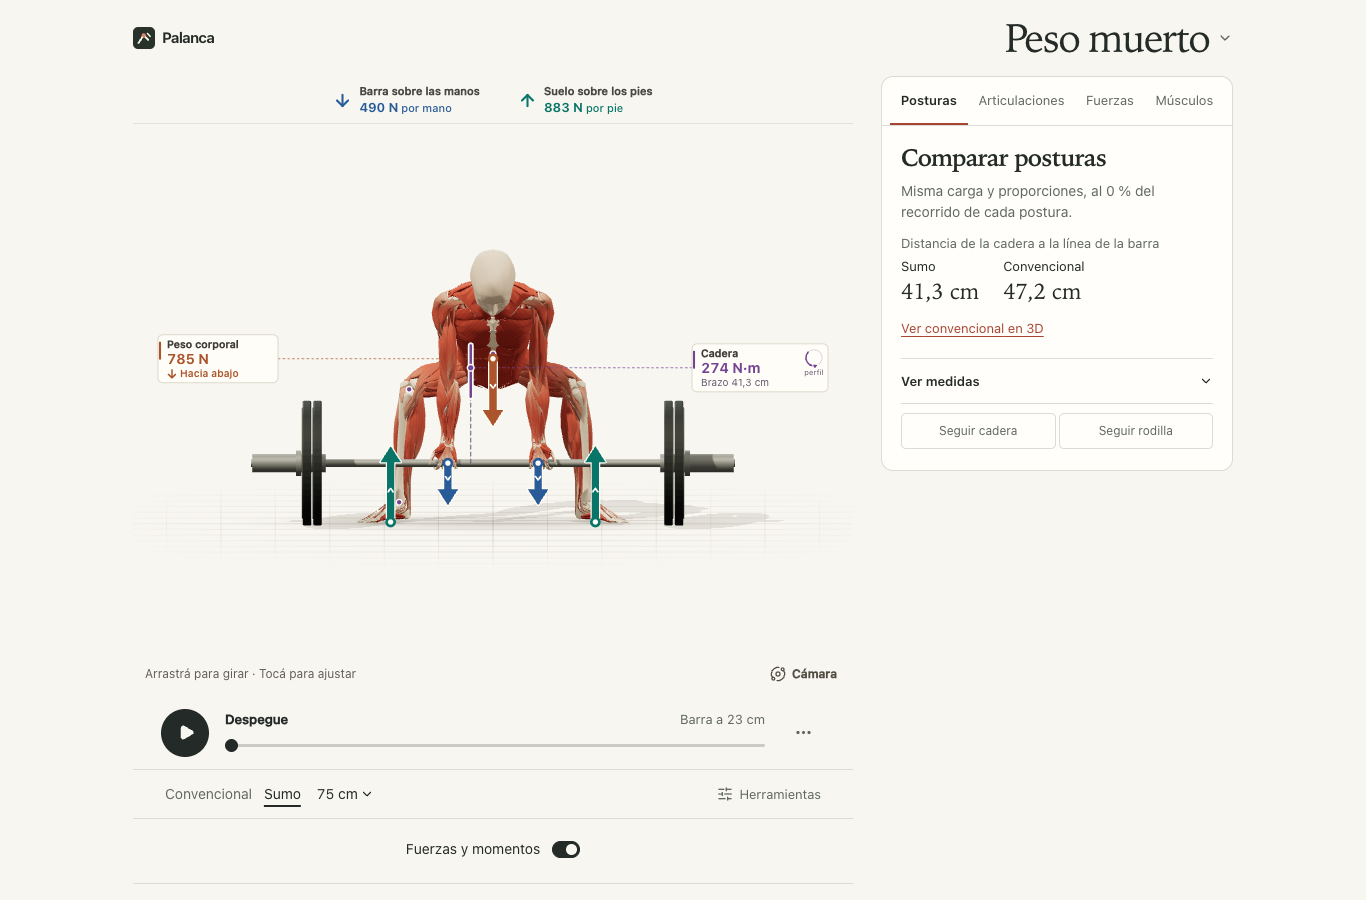 Palanca
Peso muerto
Barra sobre las manos
490 N por mano
Suelo sobre los pies
883 N por pie
Posturas
Articulaciones
Fuerzas
Músculos
Comparar posturas
Misma carga y proporciones, al 0 % del
recorrido de cada postura.
Distancia de la cadera a la línea de la barra
Sumo
Convencional
41,3 cm
47,2 cm
Ver convencional en 3D
Ver medidas
Seguir cadera
Seguir rodilla
Peso corporal
785 N
Hacia abajo
Cadera
274 N·m
Brazo 41,3 cm
perfil
Arrastrá para girar · Tocá para ajustar
Cámara
Despegue
Barra a 23 cm
Convencional
Sumo
75 cm
Herramientas
Fuerzas y momentos